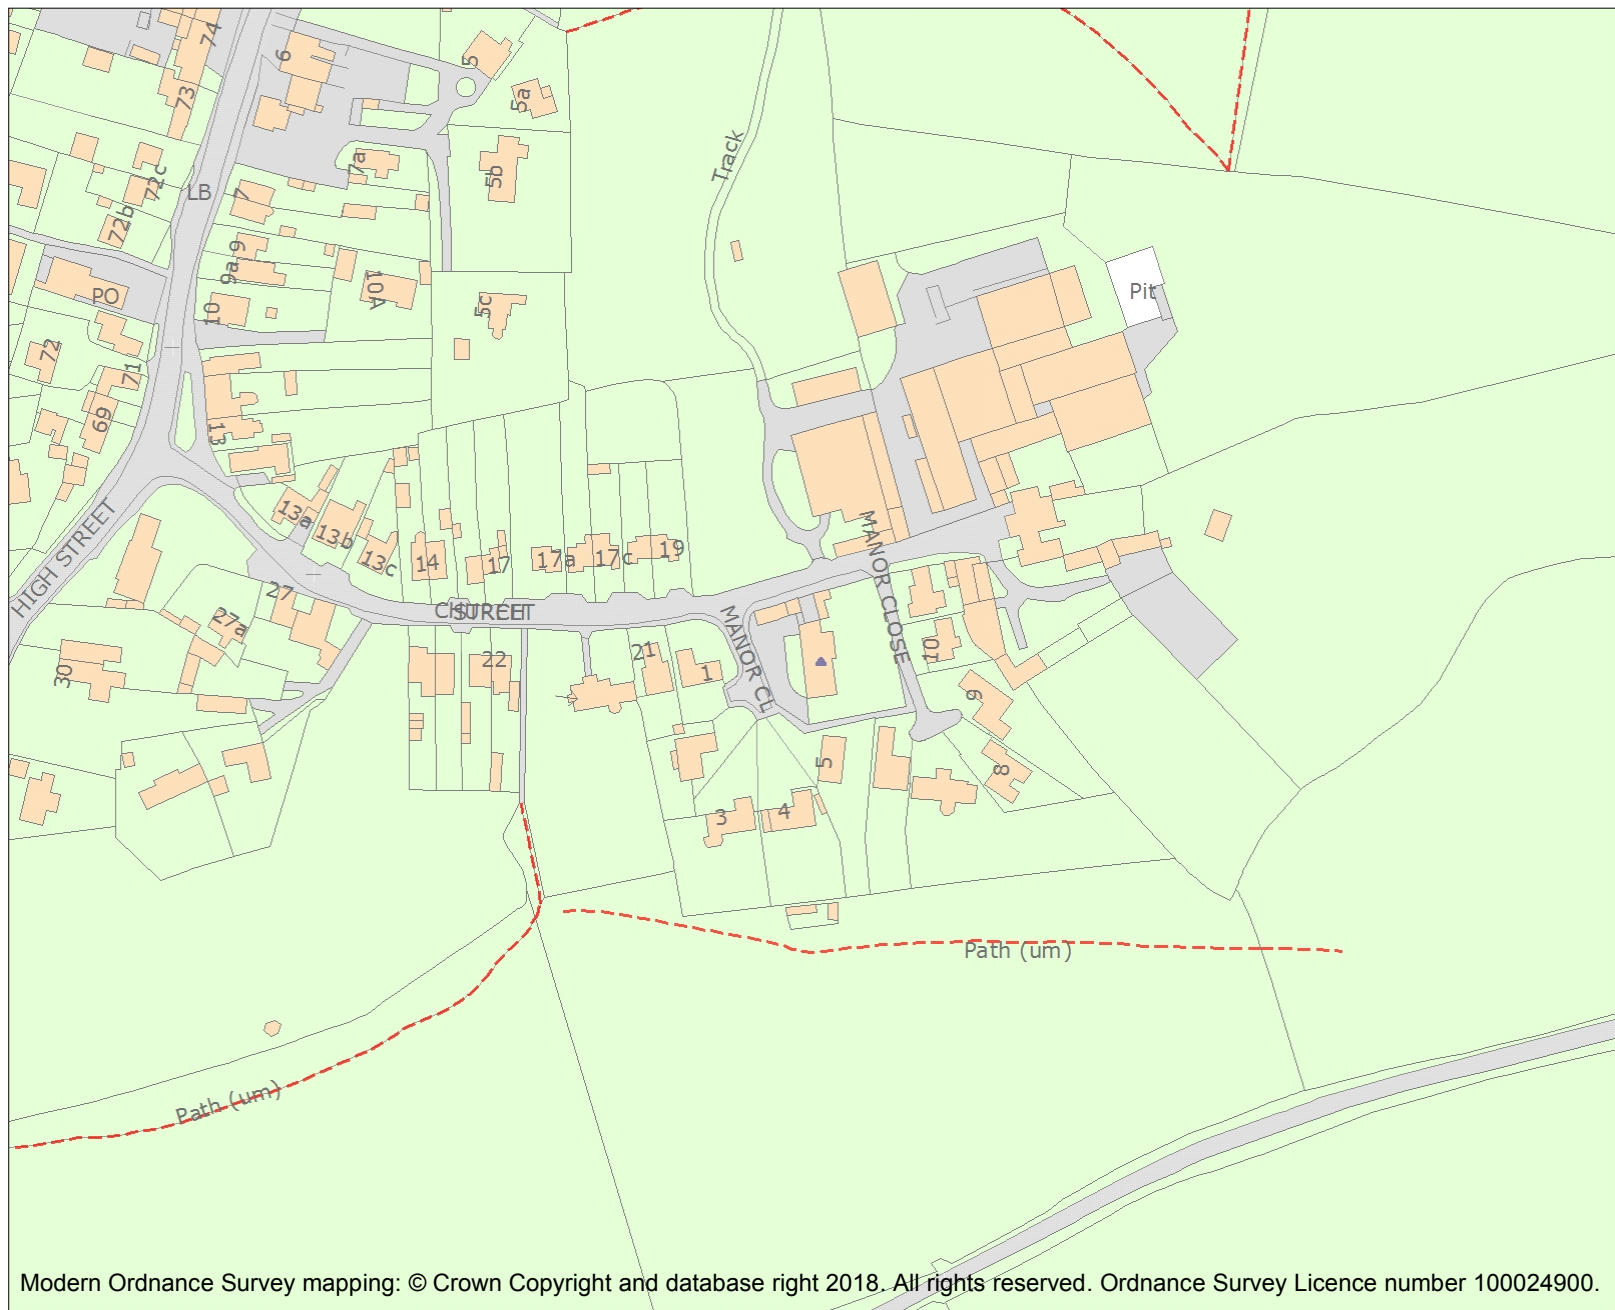 74
6
5
73
5a
Track
7a
72c
5b
LB
7
72b
9
9a
PO
10A
Pit
10
5c
72
71
69
13
13a
13b
MANOR CLOSE
HIGH STREET
13c
14
17
17a
17c
19
27
CHURCH
STREET
27a
MANOR CL
30
22
21
1
10
9
5
8
3
4
Path (um)
Path (um)
Modern Ordnance Survey mapping: © Crown Copyright and database right 2018. All rights reserved. Ordnance Survey Licence number 100024900.